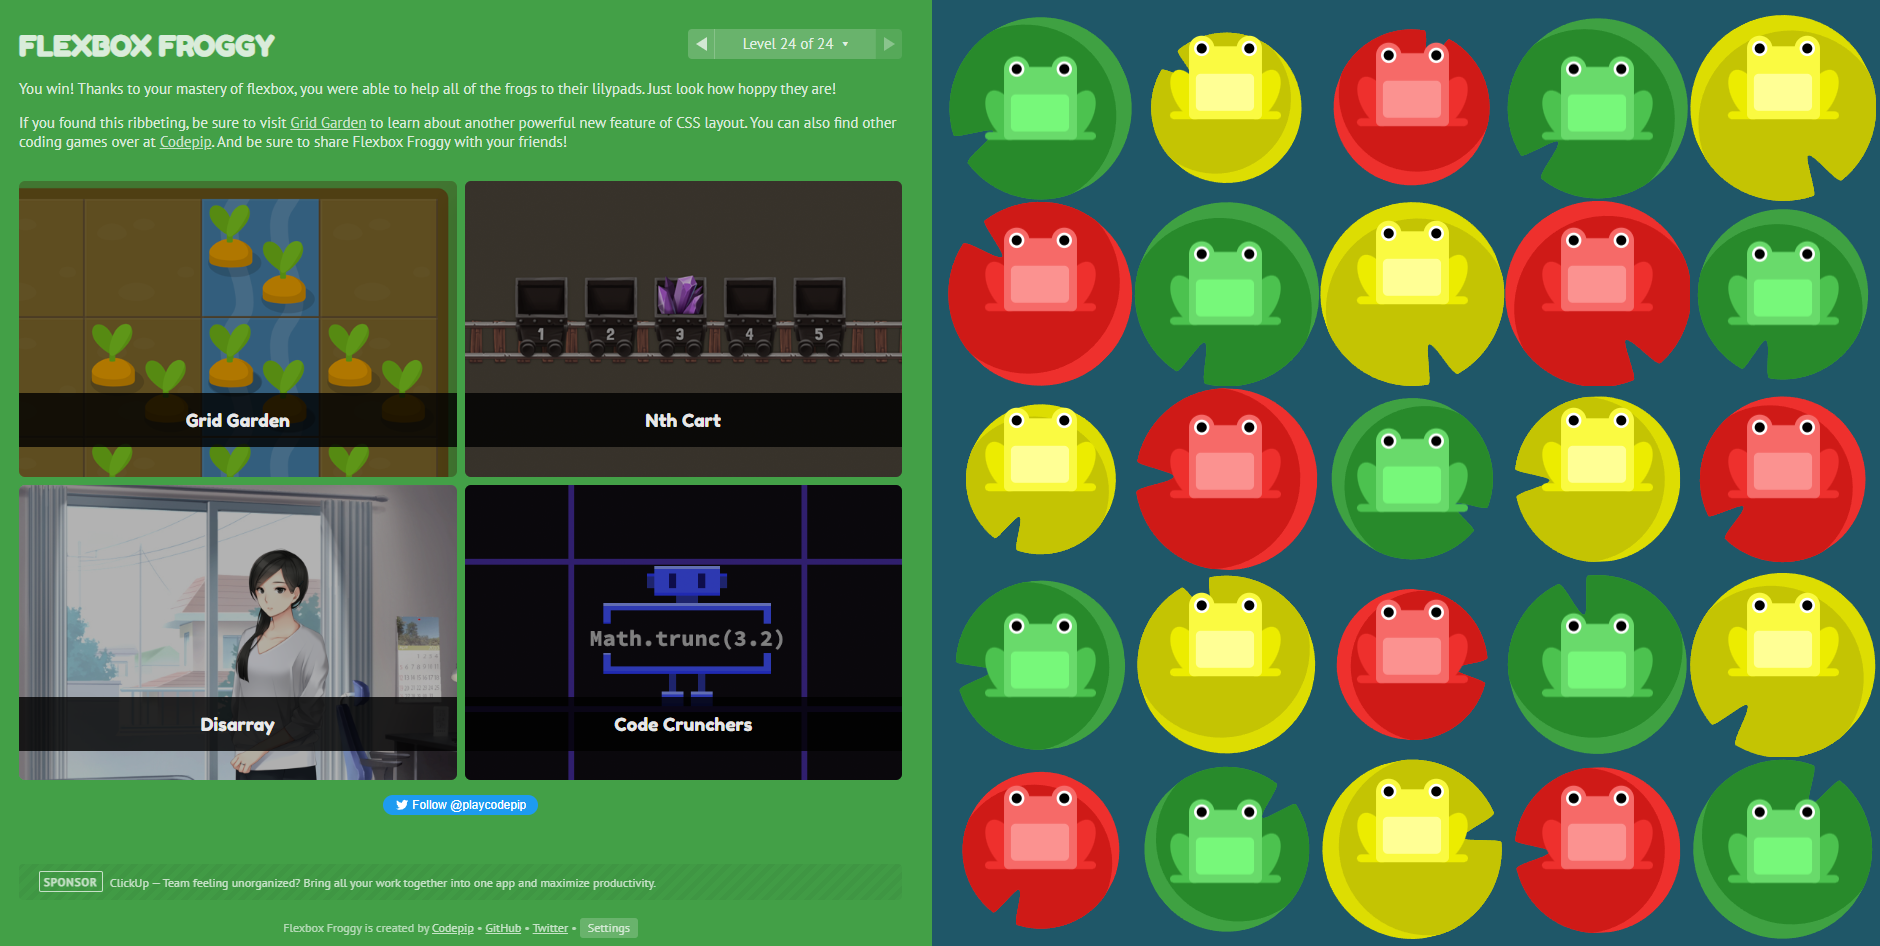 FLEXBOX FROGGY
Level 24 of 24
You win! Thanks to your mastery of flexbox, you were able to help all of the frogs to their lilypads. Just look how hoppy they are!
If you found this ribbeting, be sure to visit Grid Garden to learn about another powerful new feature of CSS layout. You can also find other
coding games over at Codepip. And be sure to share Flexbox Froggy with your friends!
1 2 3 4 5
Grid Garden
Nth Cart
Math.trunc(3.2)
Disarray
Code Crunchers
Follow @playcodepip
SPONSOR ClickUp — Team feeling unorganized? Bring all your work together into one app and maximize productivity.
Flexbox Froggy is created by Codepip • GitHub • Twitter • Settings